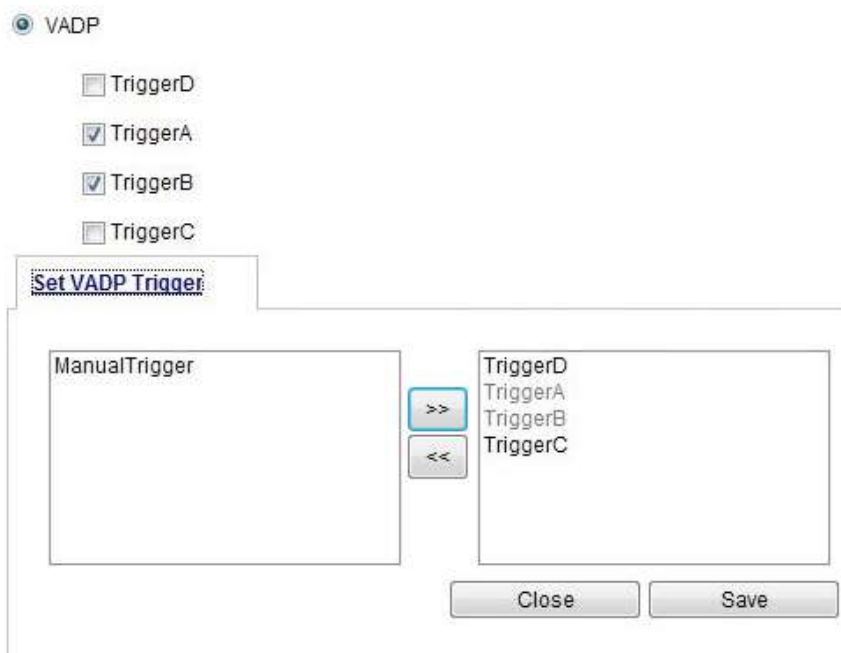 VADP
TriggerD
TriggerA
TriggerB
TriggerC
Set VADP Trigger
ManualTrigger
>>
<<
TriggerD
TriggerA
TriggerB
TriggerC
Close Save